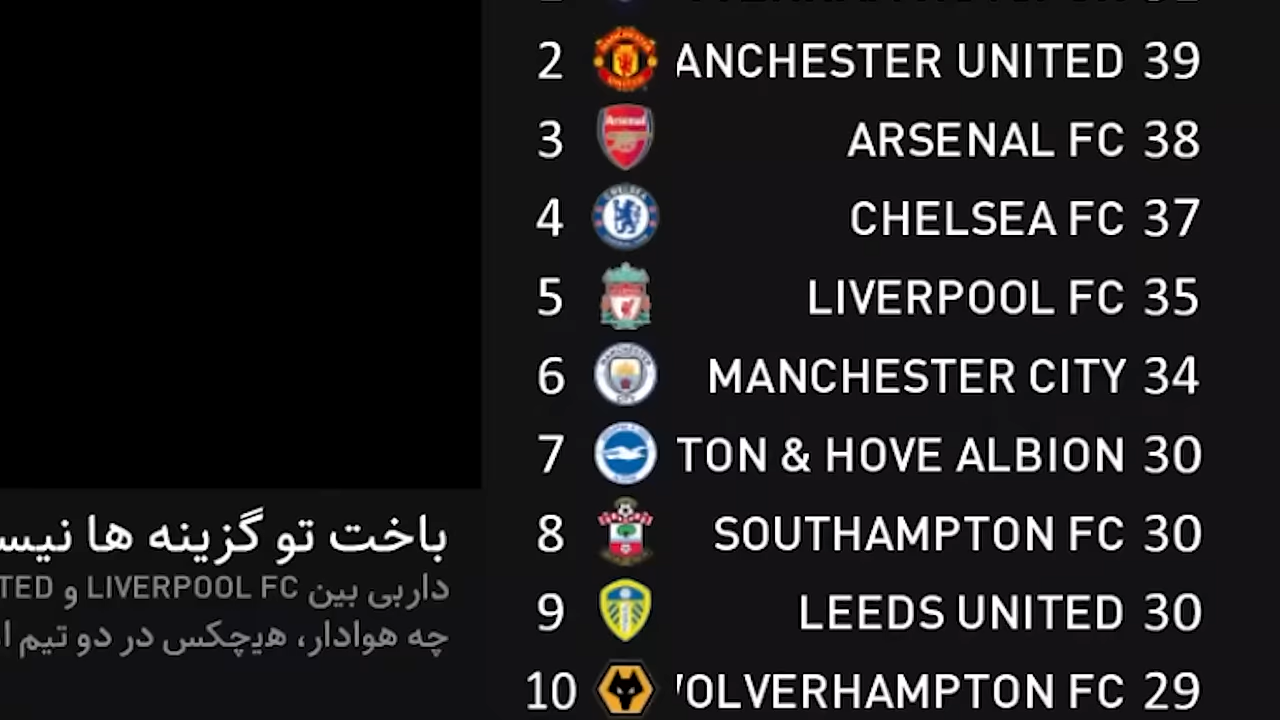 2 ANCHESTER UNITED 39
3 ARSENAL FC 38
4 CHELSEA FC 37
5 LIVERPOOL FC 35
6 MANCHESTER CITY 34
7 TON & HOVE ALBION 30
8 SOUTHAMPTON FC 30
9 LEEDS UNITED 30
10 OLVERHAMPTON FC 29
باخت تو گزینه ها نیس
داربی بین LIVERPOOL FC و TED
چه هوادار، هیچکس در دو تیم ا